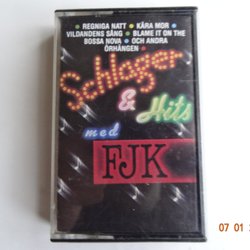 • REGNIGA NATT • KÄRA MOR •
VILDANDENS SÅNG • BLAME IT ON THE
BOSSA NOVA • OCH ANDRA
ÖRHÄNGEN •
Schlager
& Hits
med
FJK
07 01